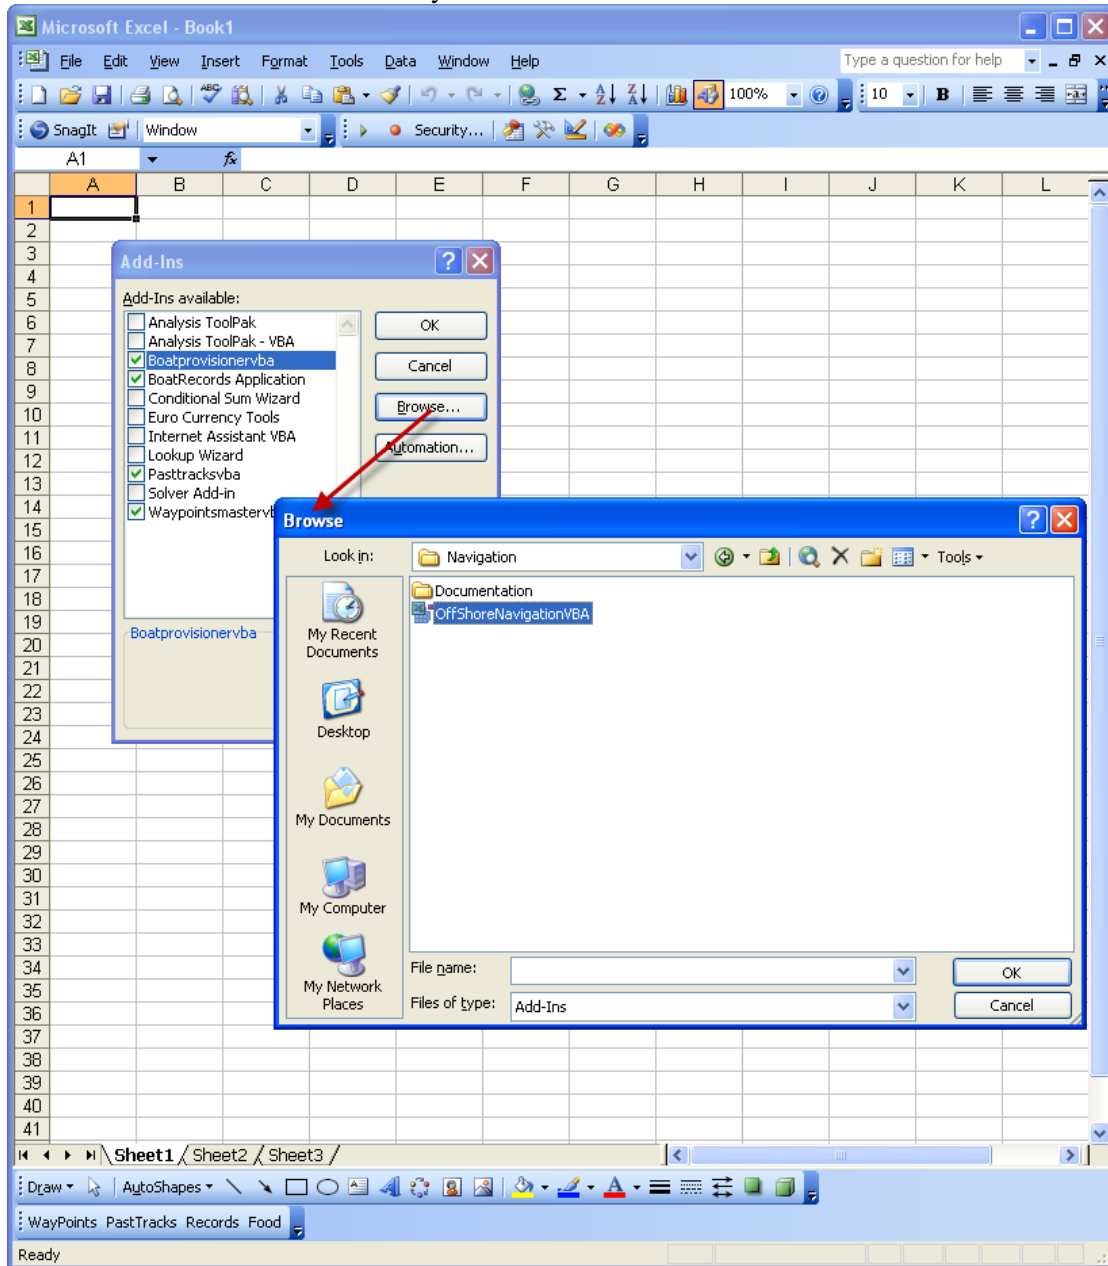 Microsoft Excel - Book1
File Edit View Insert Format Tools Data Window Help Type a question for help
100% 10 B
SnagIt Window Security...
A1 fx
A B C D E F G H I J K L
1
2
3
4
5
6
7
8
9
10
11
12
13
14
15
16
17
18
19
20
21
22
23
24
25
26
27
28
29
30
31
32
33
34
35
36
37
38
39
40
41
Add-Ins
Add-Ins available:
Analysis ToolPak
Analysis ToolPak - VBA
Boatprovisionervba
BoatRecords Application
Conditional Sum Wizard
Euro Currency Tools
Internet Assistant VBA
Lookup Wizard
Pasttracksvba
Solver Add-in
Waypointsmastervb
OK
Cancel
Browse...
Automation...
Boatprovisionervba
Browse
Look in: Navigation Tools
Documentation
OffShoreNavigationVBA
My Recent
Documents
Desktop
My Documents
My Computer
My Network
Places
File name: OK
Files of type: Add-Ins Cancel
Sheet1 Sheet2 Sheet3
Draw AutoShapes
WayPoints PastTracks Records Food
Ready